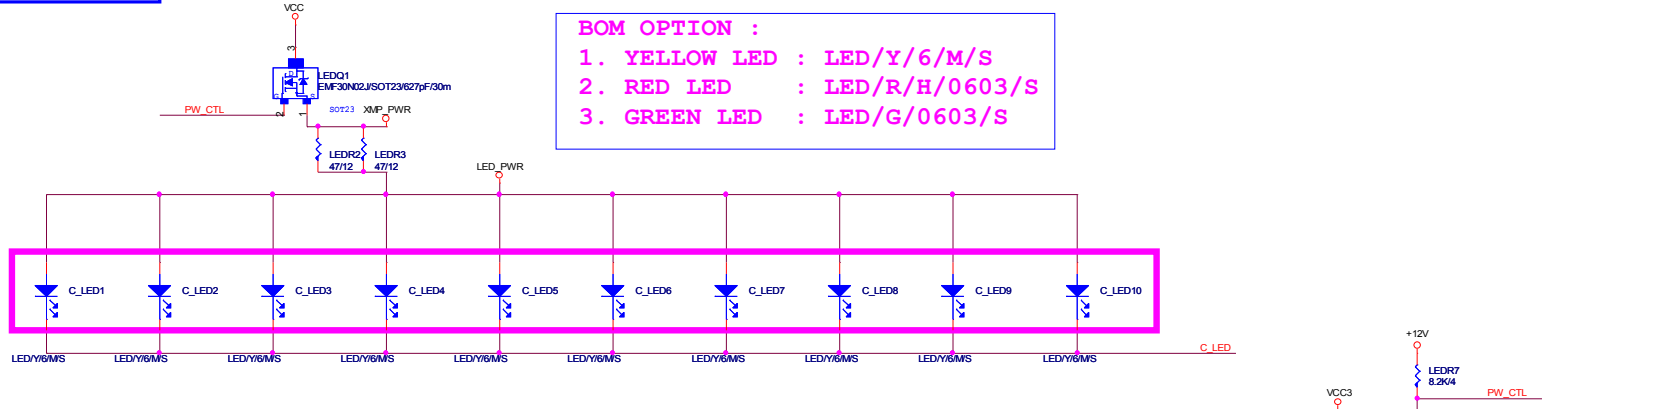 VCC
BOM OPTION :
1. YELLOW LED : LED/Y/6/M/S
2. RED LED : LED/R/H/0603/S
3. GREEN LED : LED/G/0603/S
3
D
LEDQ1
EMF30N02J/SOT23/627pF/30m
G
S
PW_CTL
2
1
SOT23
XMP_PWR
LEDR2
47/12
LEDR3
47/12
LED_PWR
C_LED1
C_LED2
C_LED3
C_LED4
C_LED5
C_LED6
C_LED7
C_LED8
C_LED9
C_LED10
LED/Y/6/M/S
LED/Y/6/M/S
LED/Y/6/M/S
LED/Y/6/M/S
LED/Y/6/M/S
LED/Y/6/M/S
LED/Y/6/M/S
LED/Y/6/M/S
LED/Y/6/M/S
LED/Y/6/M/S
C_LED
+12V
LEDR7
8.2K/4
VCC3
PW_CTL